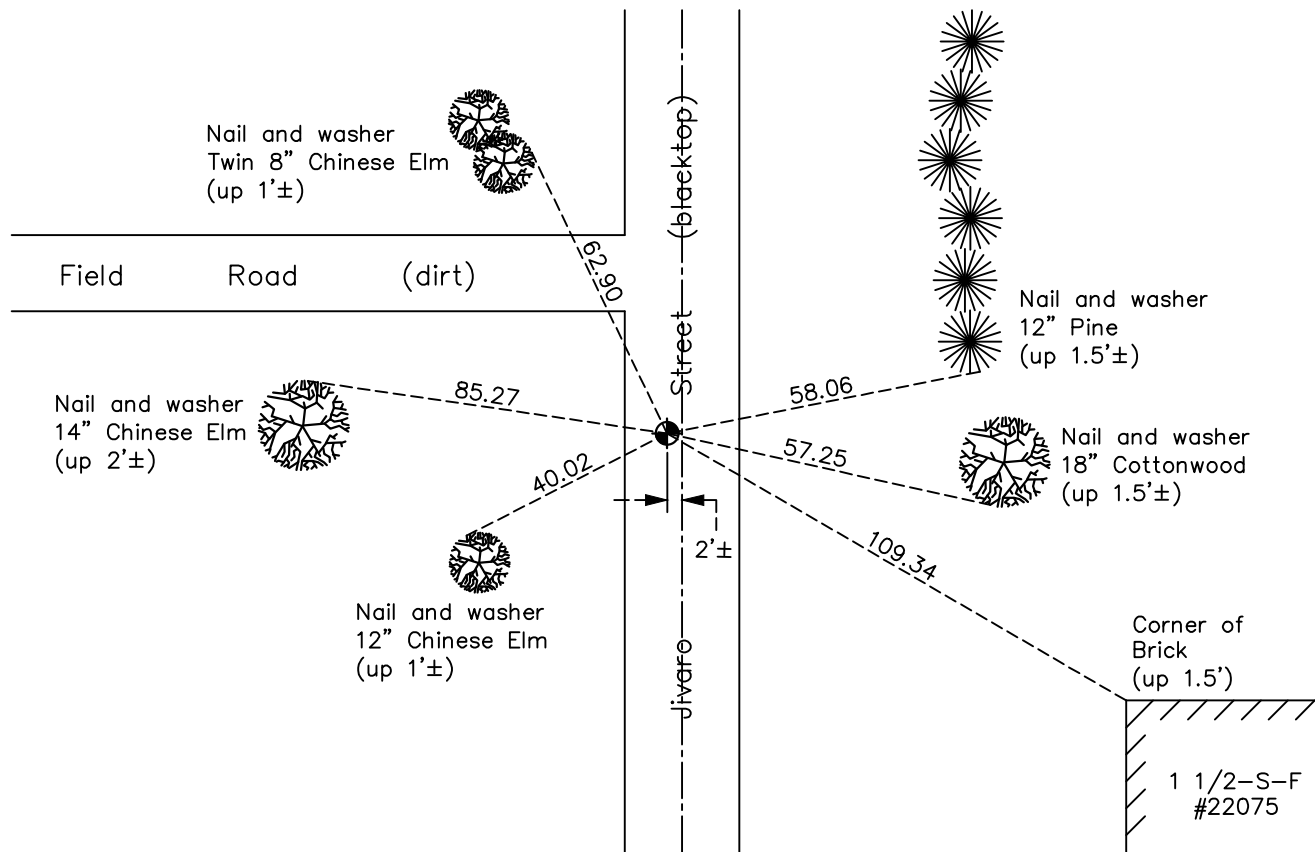 Nail and washer
Twin 8” Chinese Elm
(up 1’±)
62.90
Field Road (dirt)
Jivaro Street (blacktop)
Nail and washer
12” Pine
(up 1.5’±)
58.06
Nail and washer
14” Chinese Elm
(up 2’±)
85.27
Nail and washer
18” Cottonwood
(up 1.5’±)
57.25
40.02
2’±
109.34
Nail and washer
12” Chinese Elm
(up 1’±)
Corner of
Brick
(up 1.5’)
1 1/2-S-F
#22075